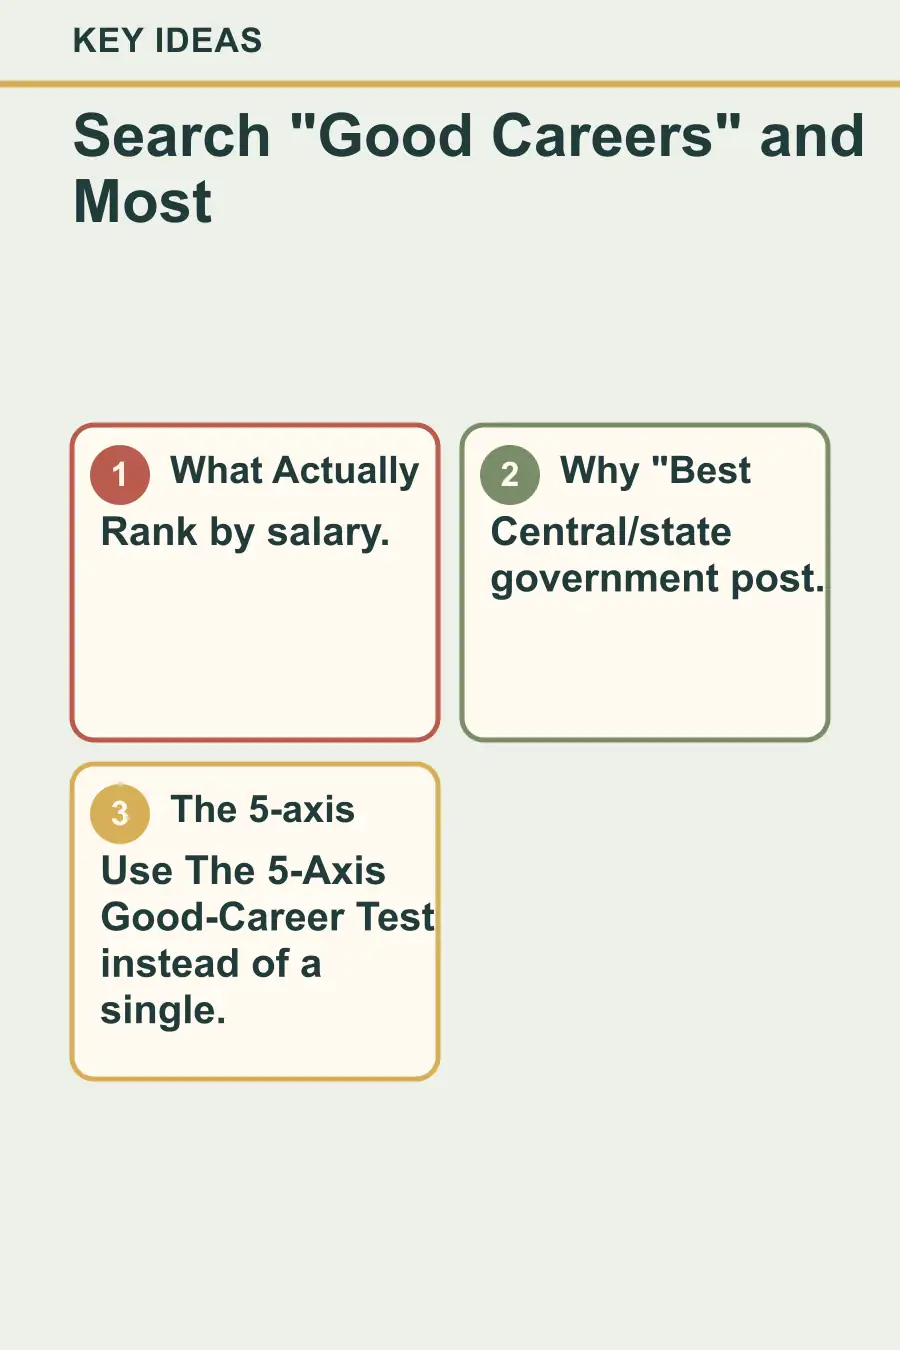 KEY IDEAS
Search "Good Careers" and
Most
1 What Actually
Rank by salary.
2 Why "Best
Central/state
government post.
3 The 5-axis
Use The 5-Axis
Good-Career Test
instead of a
single.